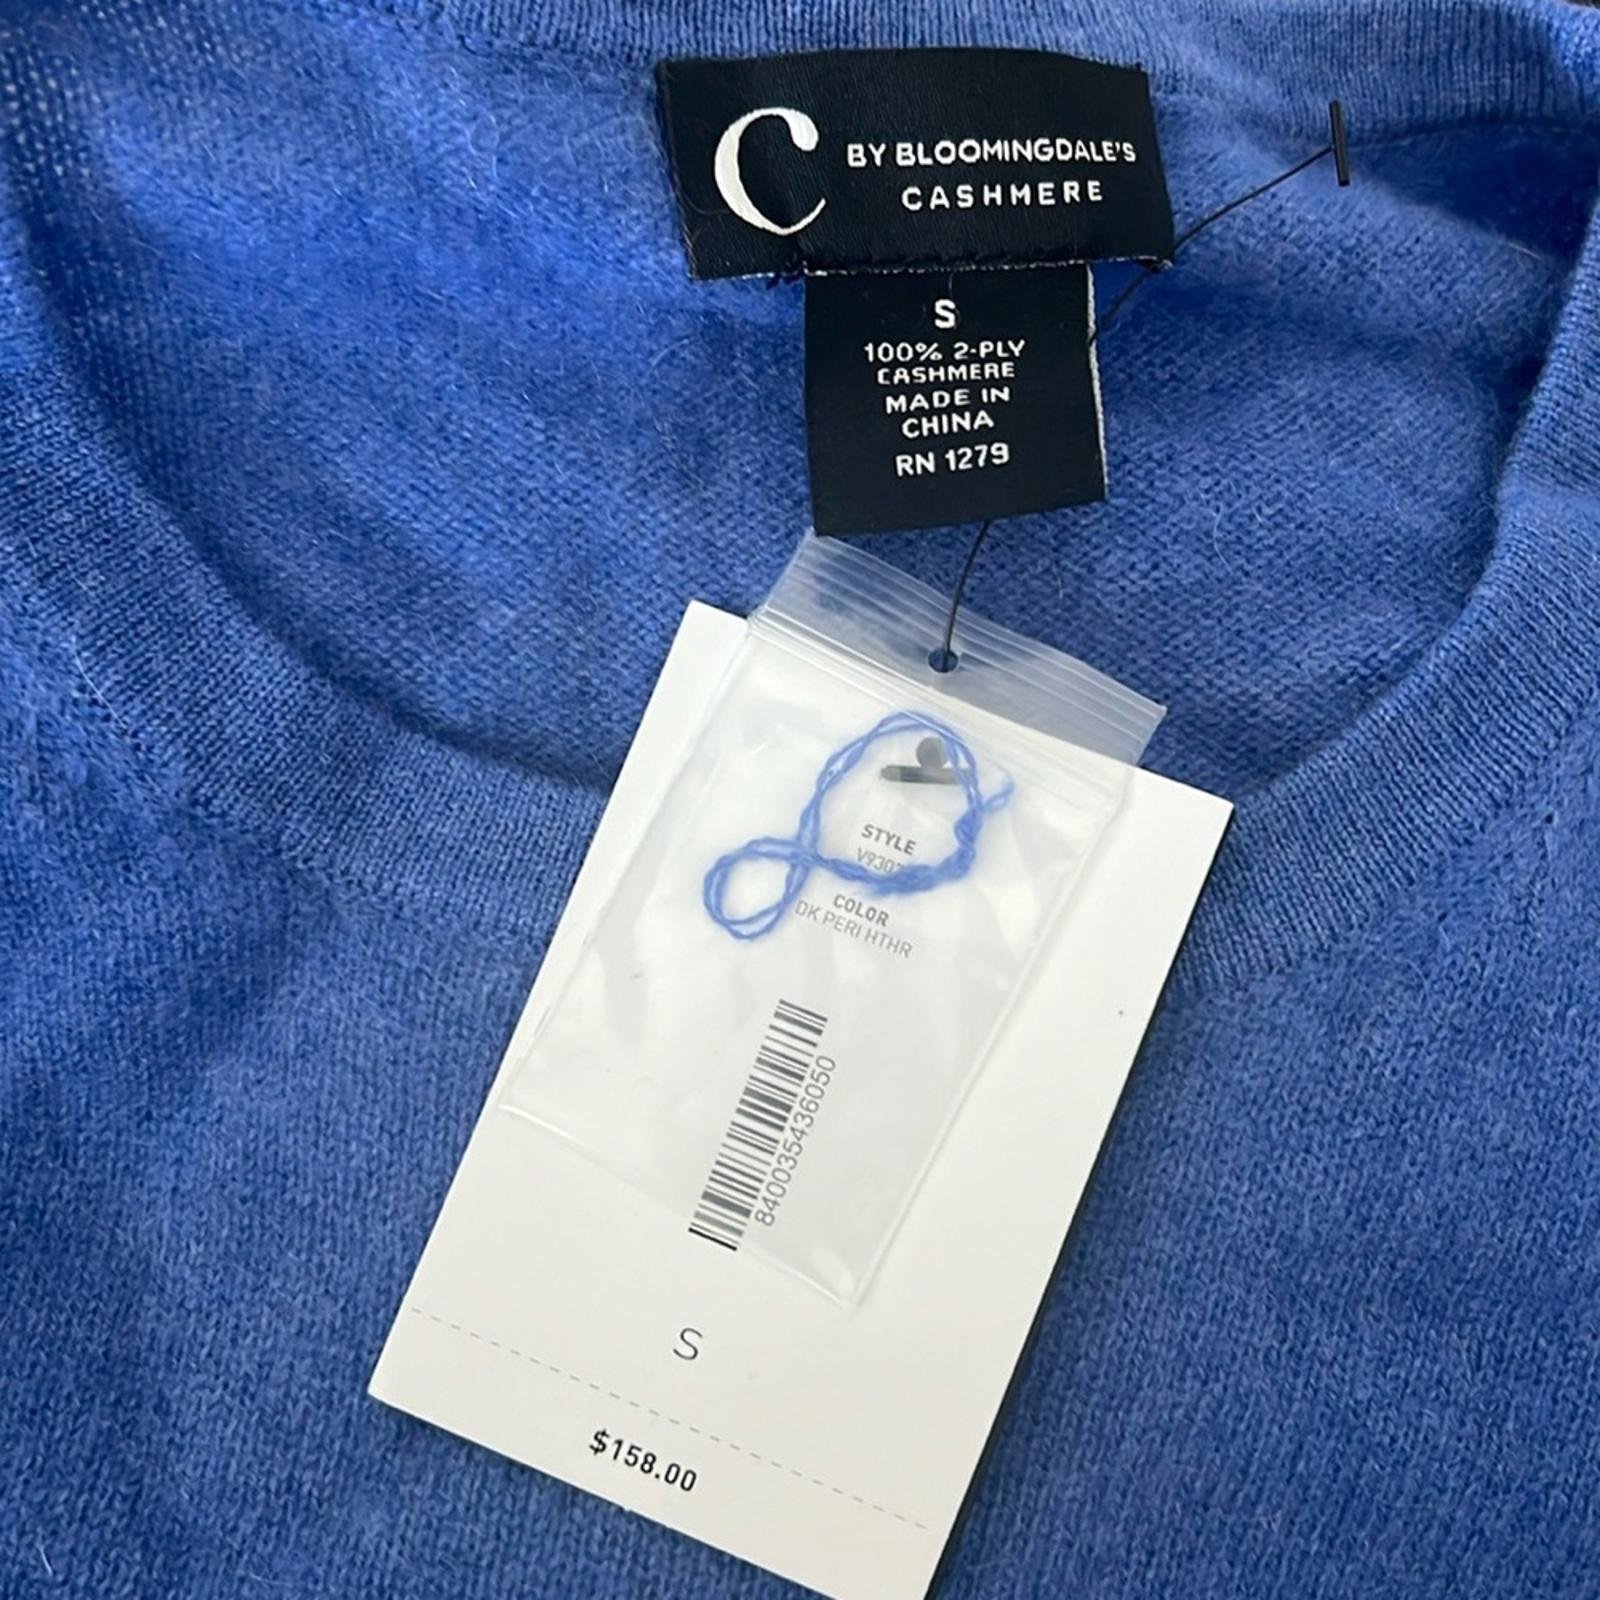 C BY BLOOMINGDALE'S
CASHMERE
S
100% 2-PLY
CASHMERE
MADE IN
CHINA
RN 1279
STYLE
COLOR
DK PERI HTHR
840035436050
S
$158.00